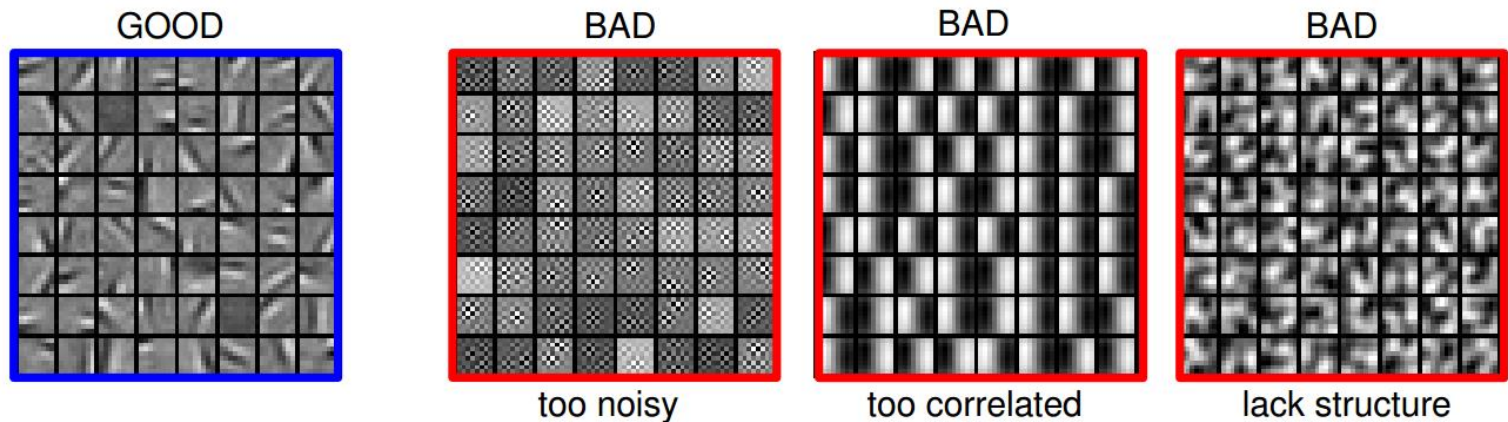 GOOD
BAD
BAD
BAD
too noisy
too correlated
lack structure